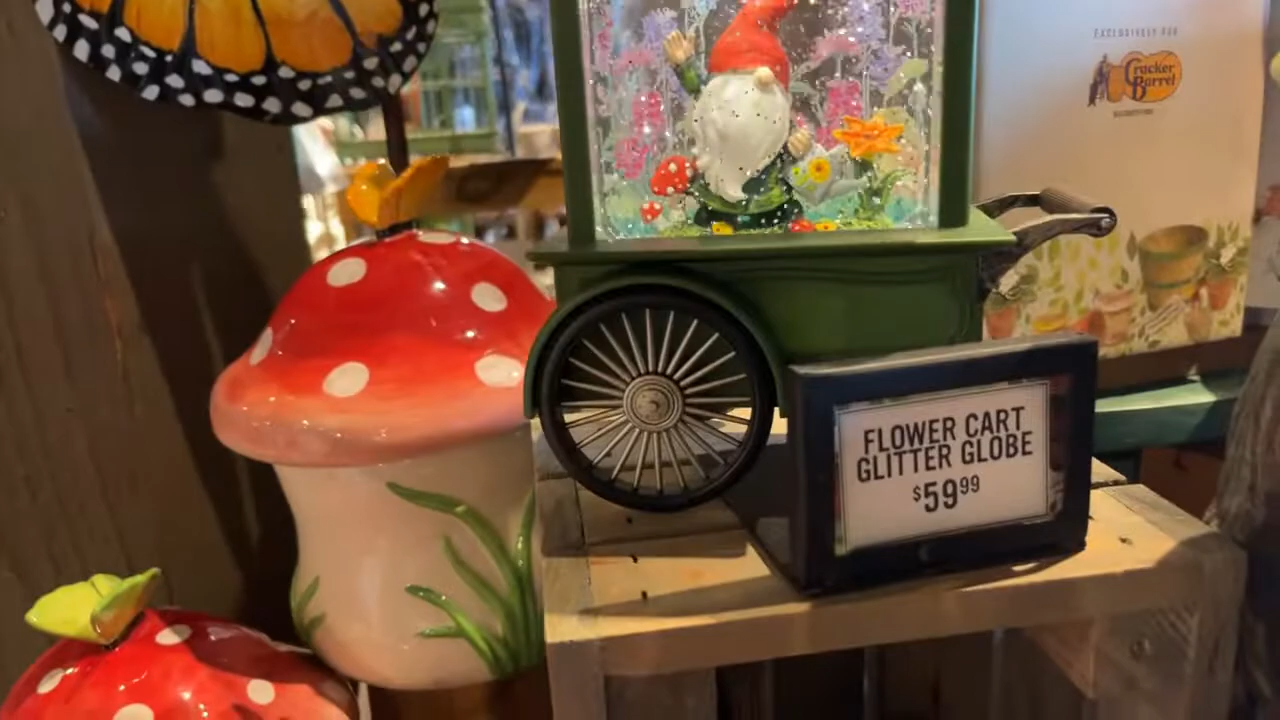 EXCLUSIVELY FOR
Cracker
Barrel
FLOWER CART
GLITTER GLOBE
$59.99